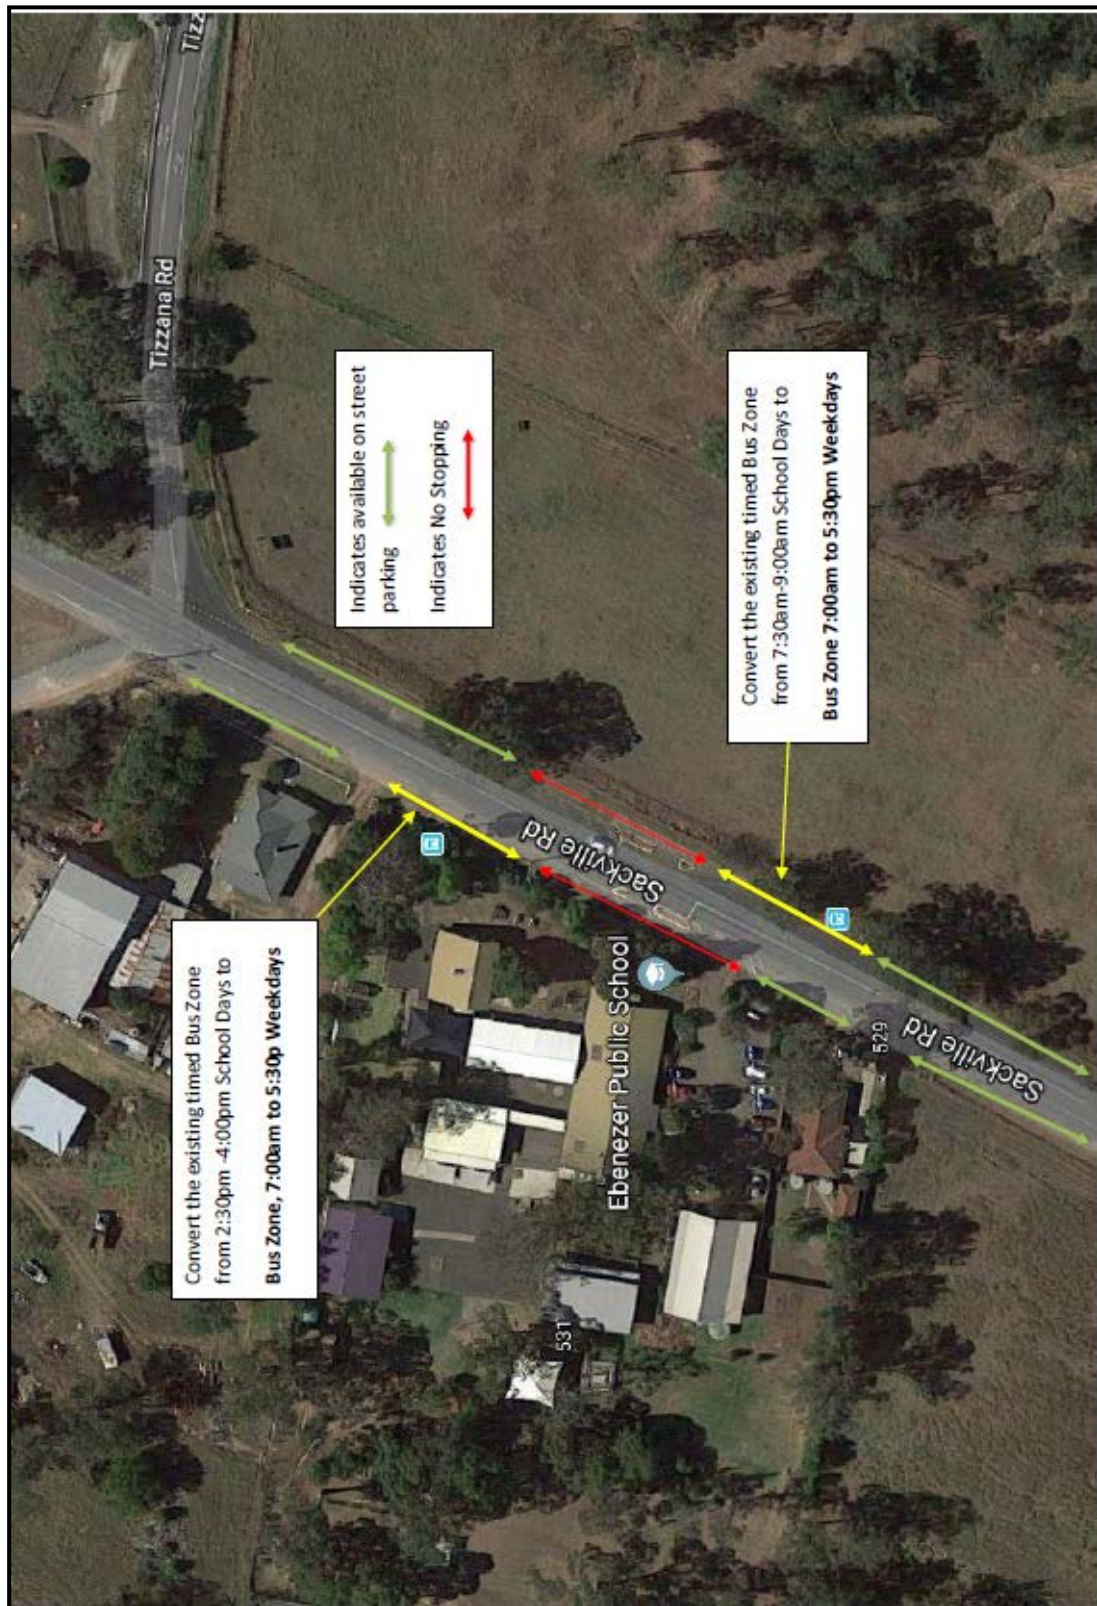 Convert the existing timed Bus Zone
from 2:30pm -4:00pm School Days to
Bus Zone, 7:00am to 5:30p Weekdays
Tizzana Rd
Tizz
Indicates available on street
parking
Indicates No Stopping
Sackville Rd
531
Ebenezer Public School
Convert the existing timed Bus Zone
from 7:30am-9:00am School Days to
Bus Zone 7:00am to 5:30pm Weekdays
529
Sackville Rd